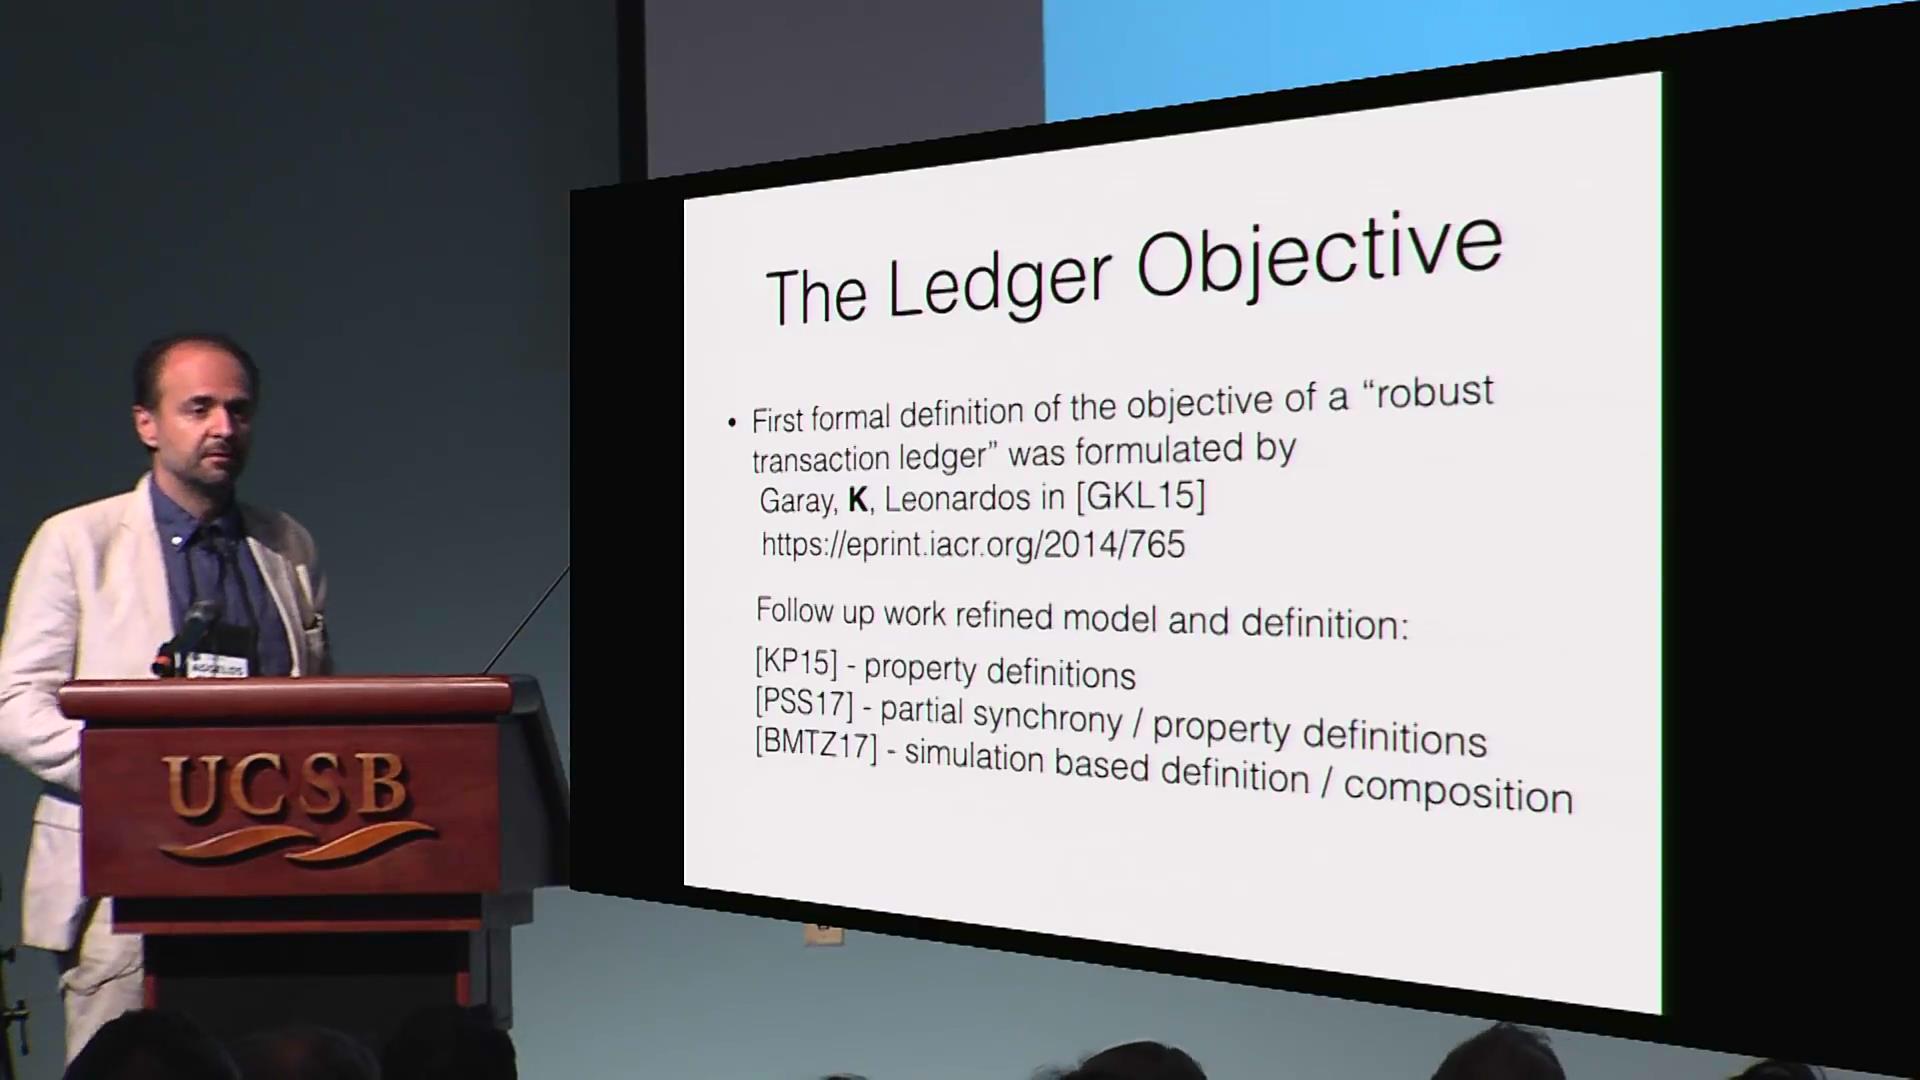 The Ledger Objective
• First formal definition of the objective of a “robust
transaction ledger” was formulated by
Garay, K, Leonardos in [GKL15]
https://eprint.iacr.org/2014/765
Follow up work refined model and definition:
[KP15] - property definitions
[PSS17] - partial synchrony / property definitions
[BMTZ17] - simulation based definition / composition
AGGELOS
UCSB